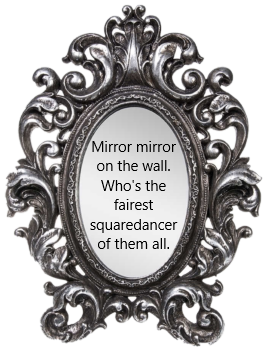 Mirror mirror
on the wall.
Who's the
fairest
squaredancer
of them all.